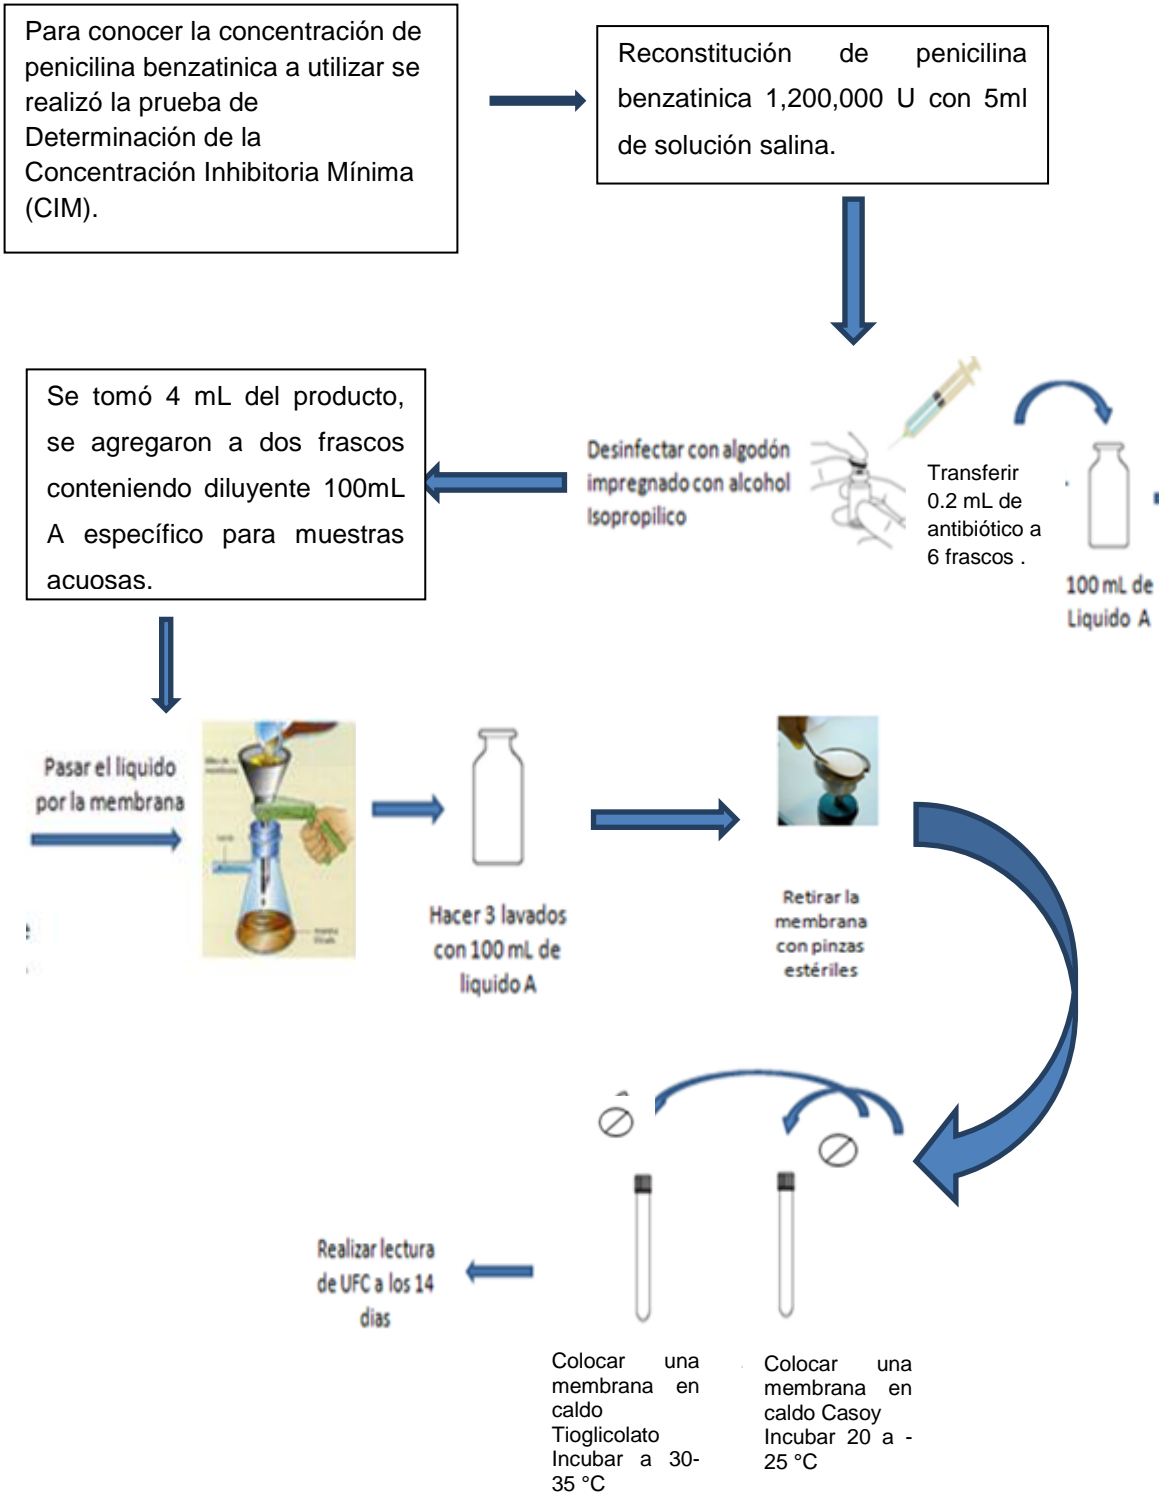 Para conocer la concentración de
penicilina benzatinica a utilizar se
realizó la prueba de
Determinación de la
Concentración Inhibitoria Mínima
(CIM).
Reconstitución de penicilina
benzatinica 1,200,000 U con 5ml
de solución salina.
Se tomó 4 mL del producto,
se agregaron a dos frascos
conteniendo diluyente 100mL
A específico para muestras
acuosas.
Desinfectar con algodón
impregnado con alcohol
Isopropilico
Transferir
0.2 mL de
antibiótico a
6 frascos .
100 mL de
Liquido A
Pasar el liquido
por la membrana
Hacer 3 lavados
con 100 mL de
liquido A
Retirar la
membrana
con pinzas
estériles
Realizar lectura
de UFC a los 14
dias
Colocar una
membrana en
caldo
Tioglicolato
Incubar a 30-
35 °C
Colocar una
membrana en
caldo Casoy
Incubar 20 a -
25 °C